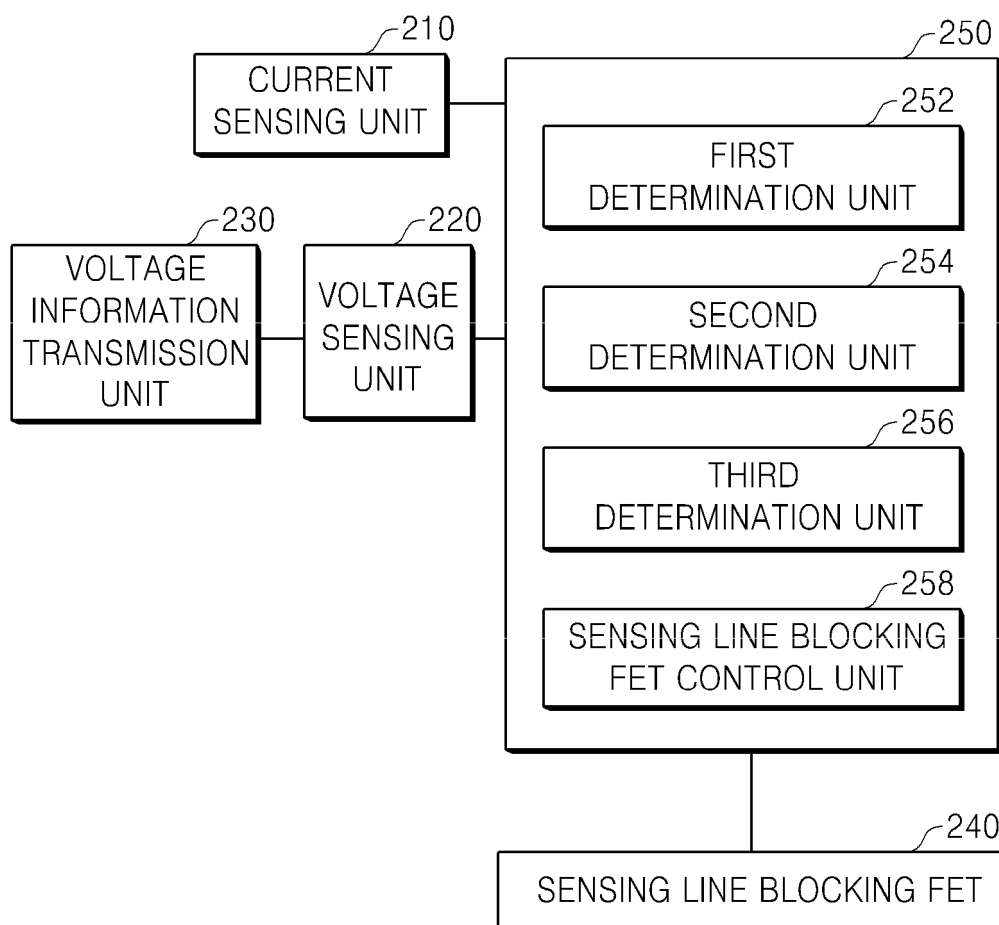 210
CURRENT
SENSING UNIT
250
252
FIRST
DETERMINATION UNIT
230
VOLTAGE
INFORMATION
TRANSMISSION
UNIT
220
VOLTAGE
SENSING
UNIT
254
SECOND
DETERMINATION UNIT
256
THIRD
DETERMINATION UNIT
258
SENSING LINE BLOCKING
FET CONTROL UNIT
240
SENSING LINE BLOCKING FET